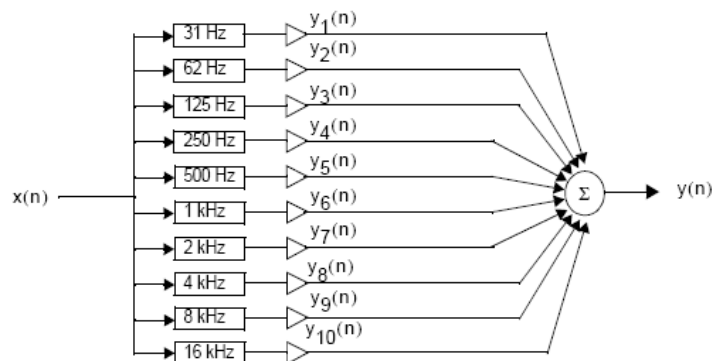 31 Hz
y1(n)
62 Hz
y2(n)
125 Hz
y3(n)
250 Hz
y4(n)
500 Hz
y5(n)
x(n)
Σ
y(n)
1 kHz
y6(n)
2 kHz
y7(n)
4 kHz
y8(n)
8 kHz
y9(n)
16 kHz
y10(n)